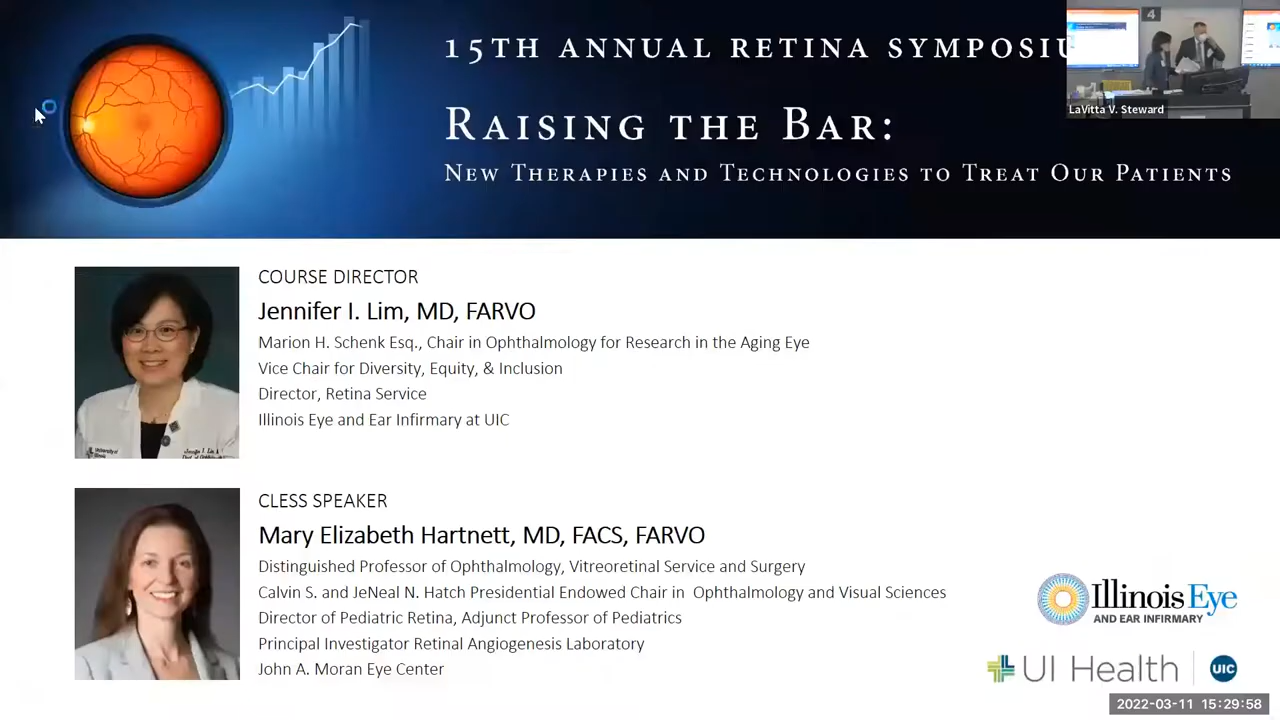 15TH ANNUAL RETINA SYMPOSIU
4
LaVitta V. Steward
RAISING THE BAR:
NEW THERAPIES AND TECHNOLOGIES TO TREAT OUR PATIENTS
COURSE DIRECTOR
Jennifer I. Lim, MD, FARVO
Marion H. Schenk Esq., Chair in Ophthalmology for Research in the Aging Eye
Vice Chair for Diversity, Equity, & Inclusion
Director, Retina Service
Illinois Eye and Ear Infirmary at UIC
CLESS SPEAKER
Mary Elizabeth Hartnett, MD, FACS, FARVO
Distinguished Professor of Ophthalmology, Vitreoretinal Service and Surgery
Calvin S. and JeNeal N. Hatch Presidential Endowed Chair in Ophthalmology and Visual Sciences
Director of Pediatric Retina, Adjunct Professor of Pediatrics
Principal Investigator Retinal Angiogenesis Laboratory
John A. Moran Eye Center
Illinois Eye
AND EAR INFIRMARY
UI Health
UIC
2022-03-11 15:29:58